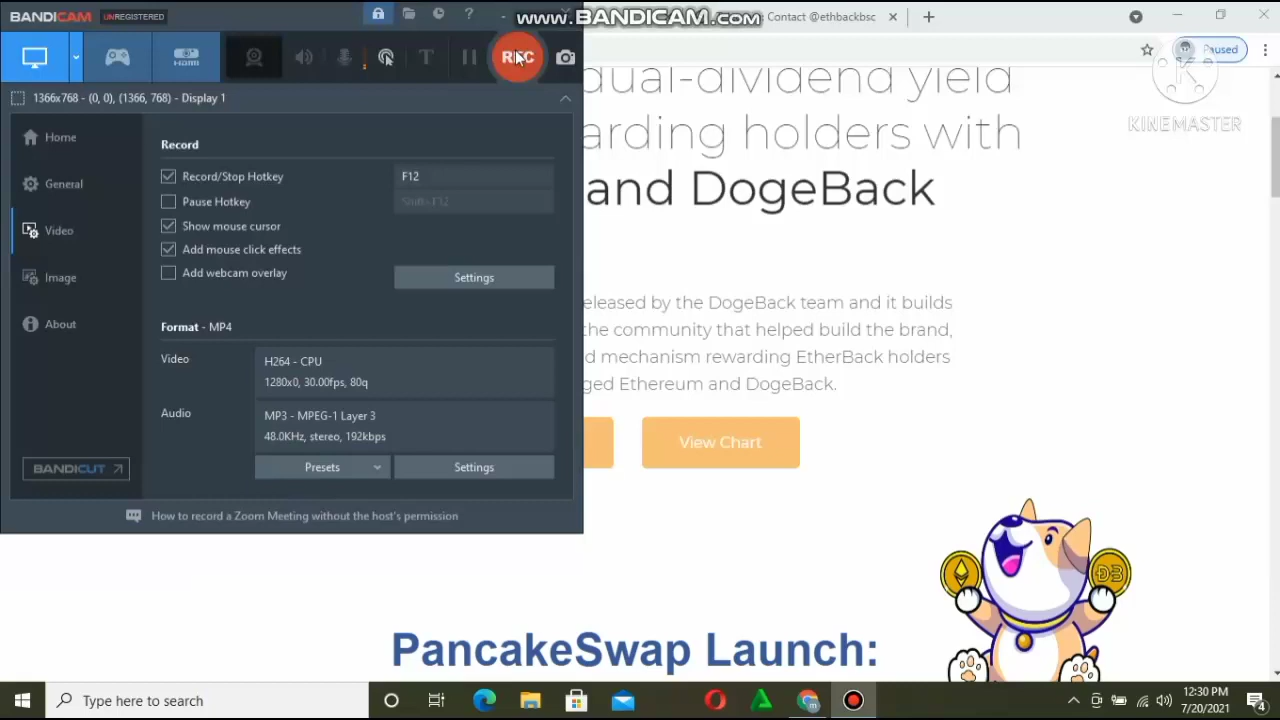 BANDICAM UNREGISTERED
www.BANDICAM.com
Contact @ethbackbsc
Paused
HDMI
REC
1366x768 - (0, 0), (1366, 768) - Display 1
KINEMASTER
Home
General
Video
Image
About
BANDICUT
Record
Record/Stop Hotkey F12
Pause Hotkey Shift+F12
Show mouse cursor
Add mouse click effects
Add webcam overlay
Settings
Format - MP4
Video
H264 - CPU
1280x0, 30.00fps, 80q
Audio
MP3 - MPEG-1 Layer 3
48.0KHz, stereo, 192kbps
Presets
Settings
How to record a Zoom Meeting without the host's permission
dual-dividend yield
arding holders with
and DogeBack
eleased by the DogeBack team and it builds
the community that helped build the brand,
d mechanism rewarding EtherBack holders
ged Ethereum and DogeBack.
View Chart
PancakeSwap Launch:
Type here to search
12:30 PM
7/20/2021
4